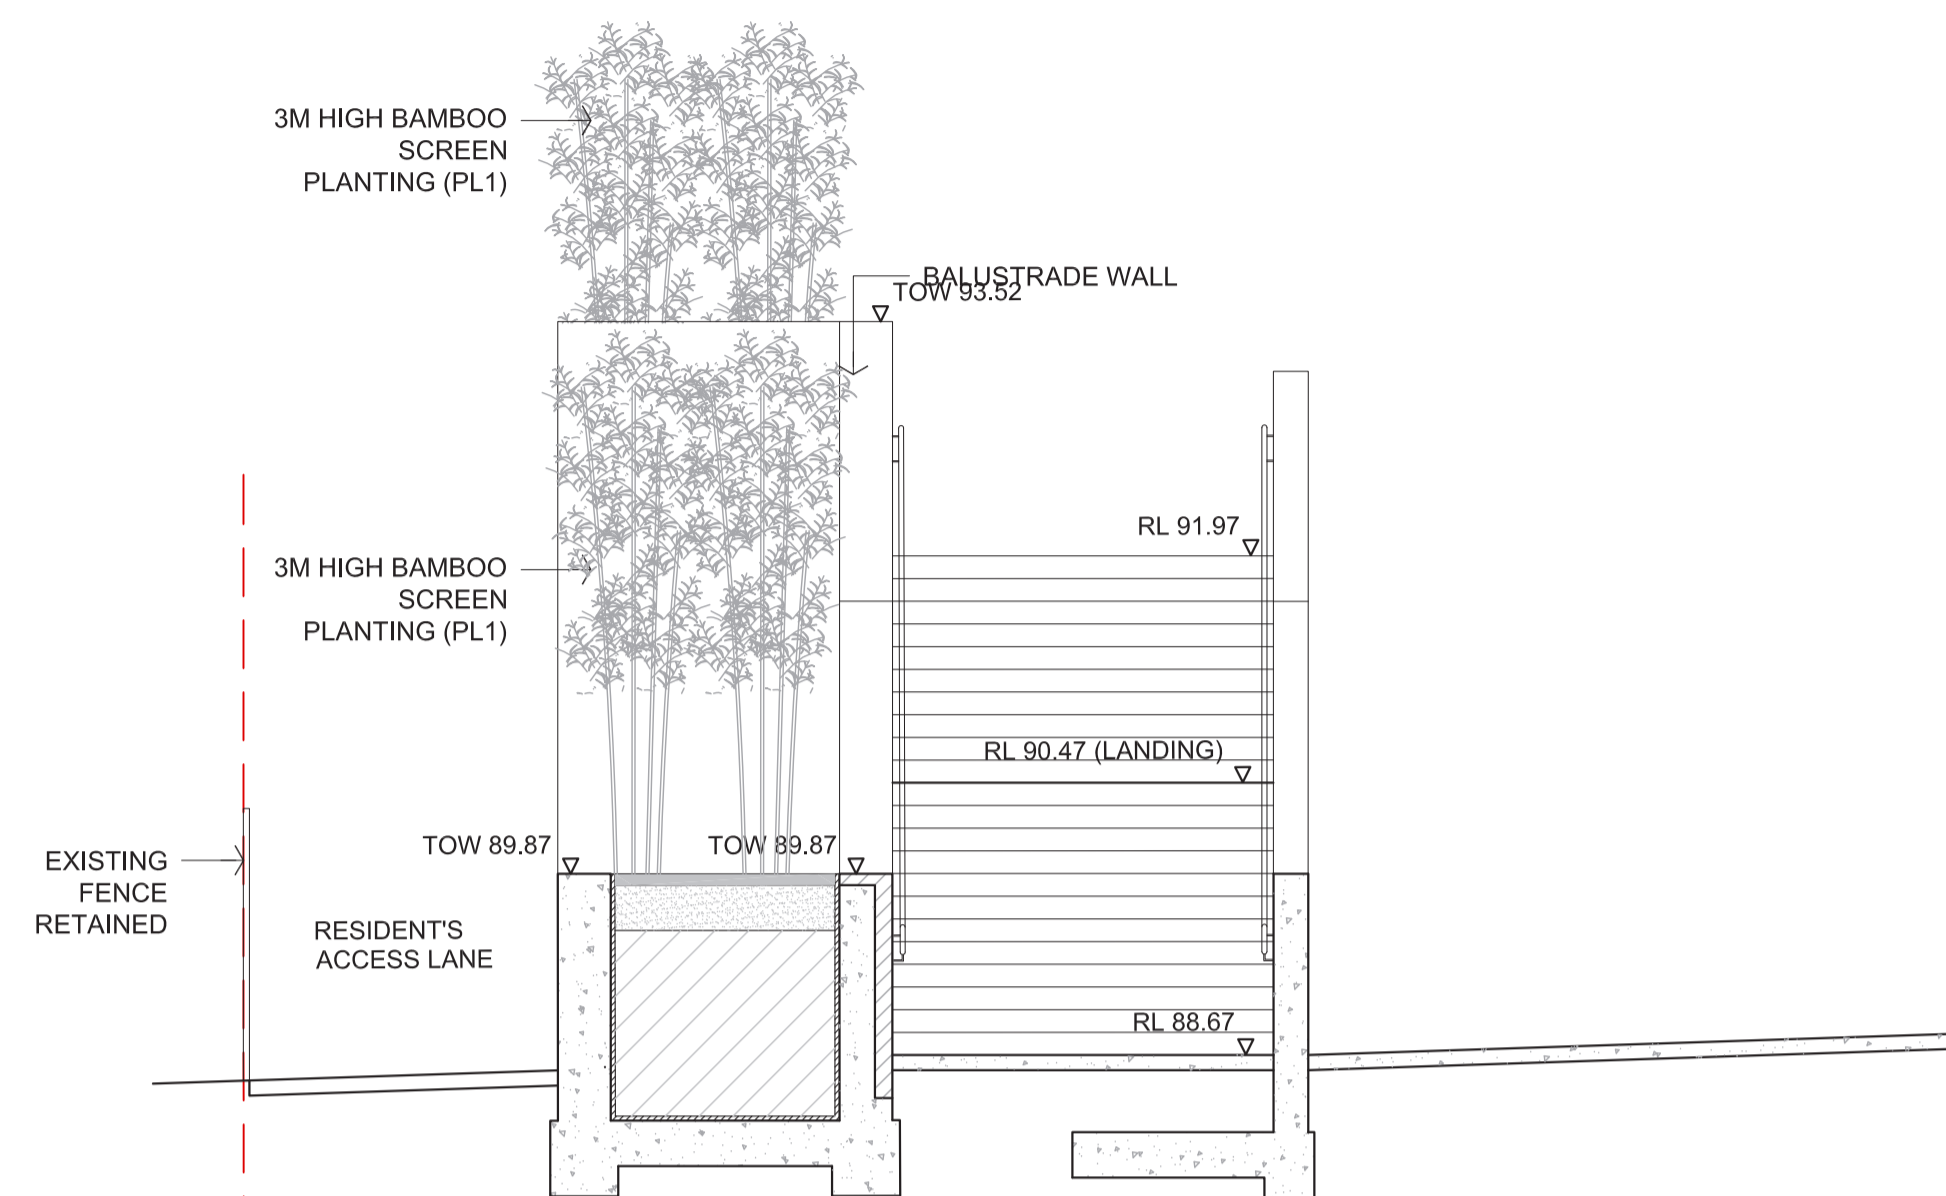 3M HIGH BAMBOO
SCREEN
PLANTING (PL1)
BALUSTRADE WALL
TOW 93.52
RL 91.97
3M HIGH BAMBOO
SCREEN
PLANTING (PL1)
RL 90.47 (LANDING)
TOW 89.87
TOW 89.87
EXISTING
FENCE
RETAINED
RESIDENT'S
ACCESS LANE
RL 88.67